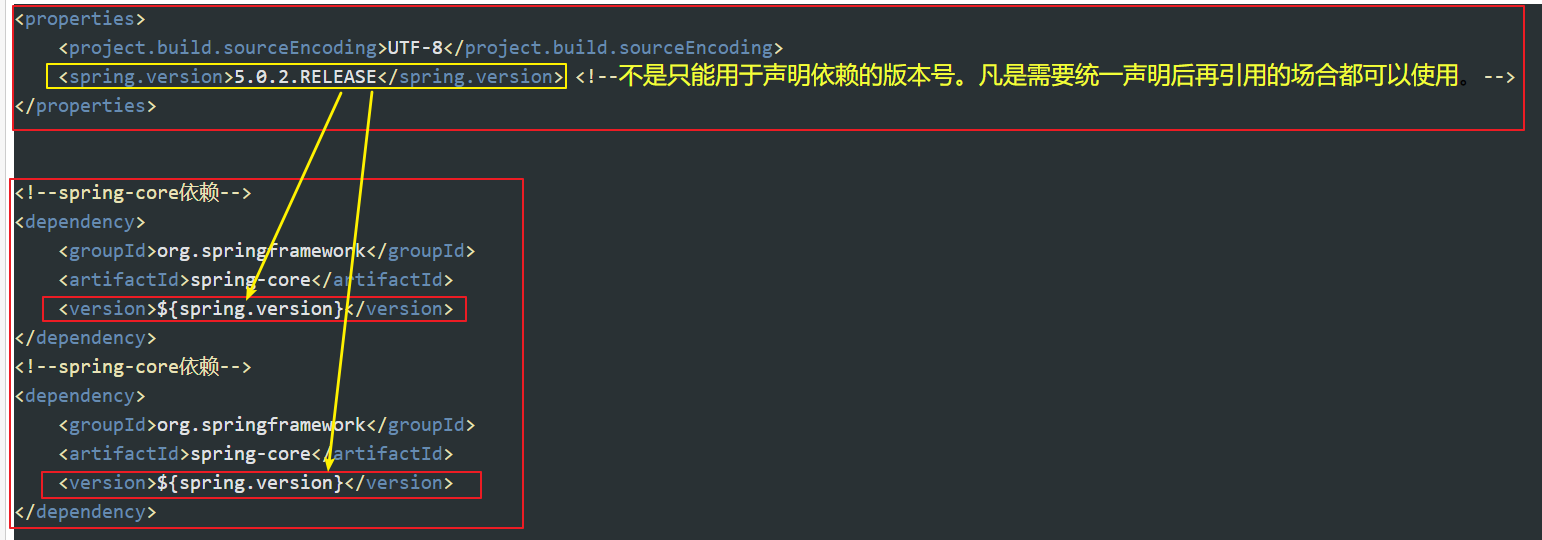 <properties>
    <project.build.sourceEncoding>UTF-8</project.build.sourceEncoding>
    <spring.version>5.0.2.RELEASE</spring.version> <!--不是只能用于声明依赖的版本号。凡是需要统一声明后再引用的场合都可以使用。-->
</properties>
<!--spring-core依赖-->
<dependency>
    <groupId>org.springframework</groupId>
    <artifactId>spring-core</artifactId>
    <version>${spring.version}</version>
</dependency>
<!--spring-core依赖-->
<dependency>
    <groupId>org.springframework</groupId>
    <artifactId>spring-core</artifactId>
    <version>${spring.version}</version>
</dependency>